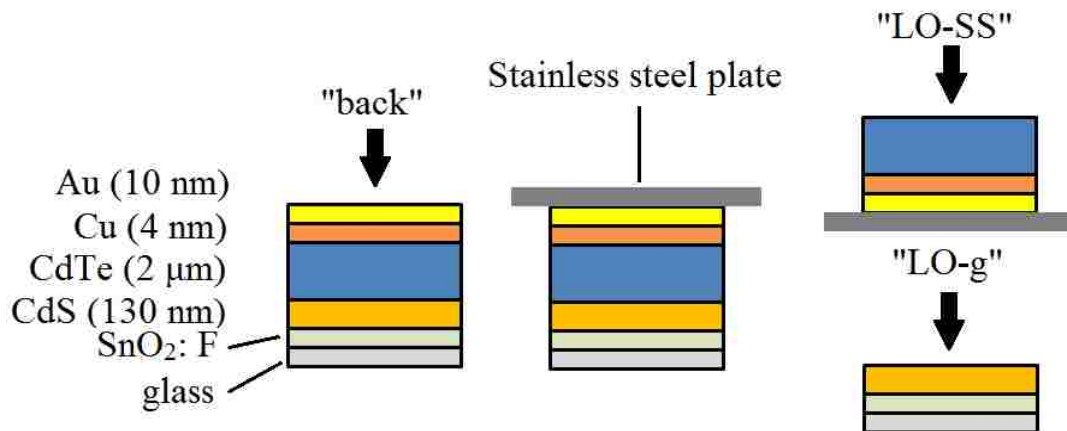 "back"
Au (10 nm)
Cu (4 nm)
CdTe (2 μm)
CdS (130 nm)
SnO₂: F
glass
Stainless steel plate
"LO-SS"
"LO-g"